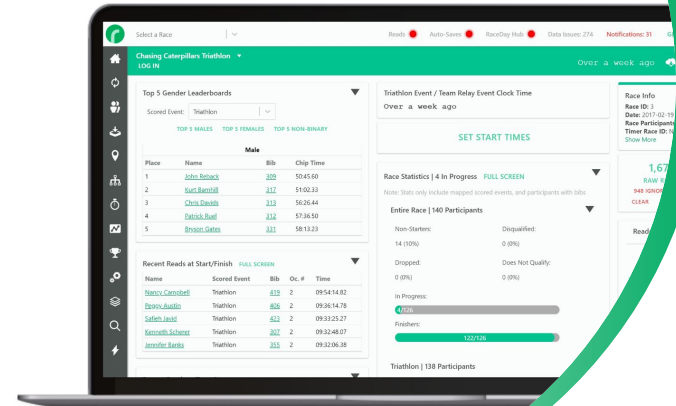 Select a Race
Reads
Auto-Saves
RaceDay Hub
Data Issues: 274
Notifications: 31
Chasing Caterpillars Triathlon
LOG IN
Over a week ago
Top 5 Gender Leaderboards
Scored Event: Triathlon
TOP 5 MALES TOP 5 FEMALES TOP 5 NON-BINARY
Male
Place Name Bib Chip Time
1 John Reback 309 50:45.60
2 Kurt Barnhill 317 51:02.33
3 Chris Davids 313 56:26.44
4 Patrick Ruel 312 57:36.50
5 Bryson Gates 331 58:13.23
Recent Reads at Start/Finish FULL SCREEN
Name Scored Event Bib Oc. # Time
Nancy Campbell Triathlon 419 2 09:54:14.82
Peggy Austin Triathlon 406 2 09:36:14.78
Safieh Javid Triathlon 423 2 09:33:25.27
Kenneth Scherer Triathlon 307 2 09:32:48.07
Jennifer Banks Triathlon 355 2 09:32:06.38
Triathlon Event / Team Relay Event Clock Time
Over a week ago
SET START TIMES
Race Statistics | 4 In Progress FULL SCREEN
Note: Stats only include mapped scored events, and participants with bibs
Entire Race | 140 Participants
Non-Starters: Disqualified:
14 (10%) 0 (0%)
Dropped: Does Not Qualify:
0 (0%) 0 (0%)
In Progress:
4/126
Finishers:
122/126
Triathlon | 138 Participants
Race Info
Race ID: 3
Date: 2017-02-19
Race Participants
Timer Race ID: N
Show More
1,67
RAW R
948 IGNOR
CLEAR
Reade